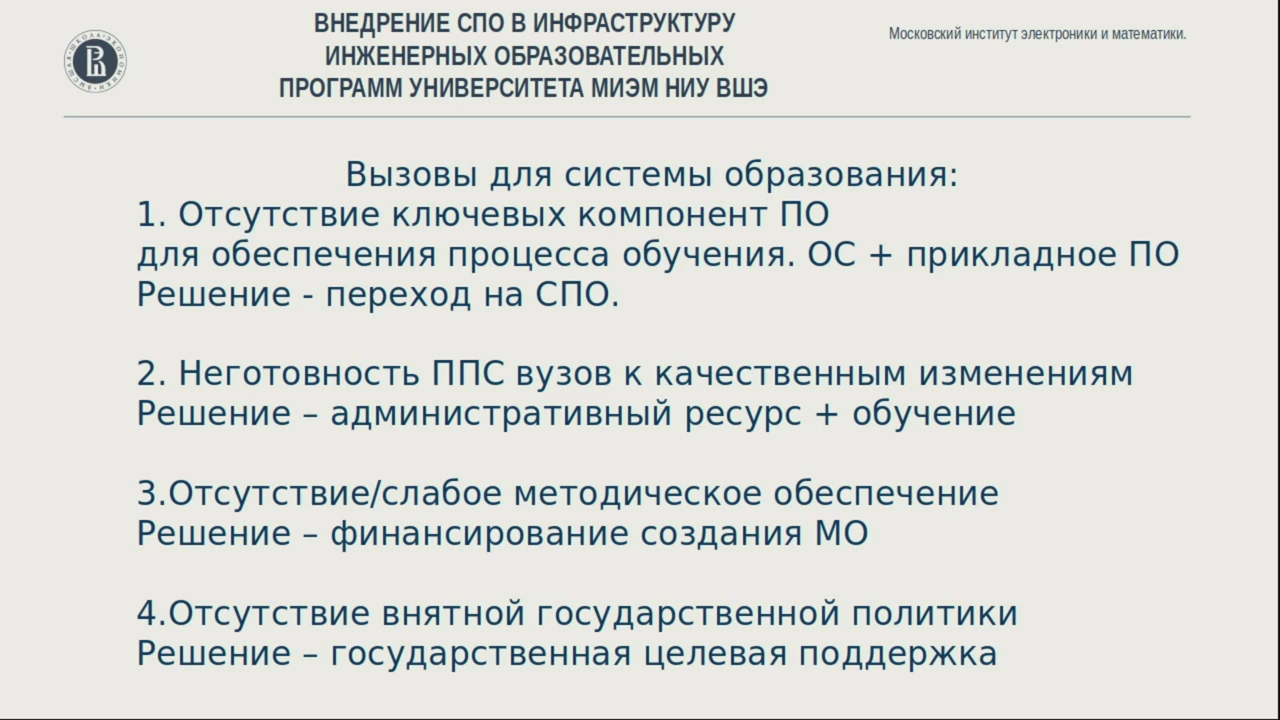 ВНЕДРЕНИЕ СПО В ИНФРАСТРУКТУРУ
ИНЖЕНЕРНЫХ ОБРАЗОВАТЕЛЬНЫХ
ПРОГРАММ УНИВЕРСИТЕТА МИЭМ НИУ ВШЭ
Московский институт электроники и математики.
Вызовы для системы образования:
1. Отсутствие ключевых компонент ПО
для обеспечения процесса обучения. ОС + прикладное ПО
Решение - переход на СПО.
2. Неготовность ППС вузов к качественным изменениям
Решение – административный ресурс + обучение
3.Отсутствие/слабое методическое обеспечение
Решение – финансирование создания МО
4.Отсутствие внятной государственной политики
Решение – государственная целевая поддержка